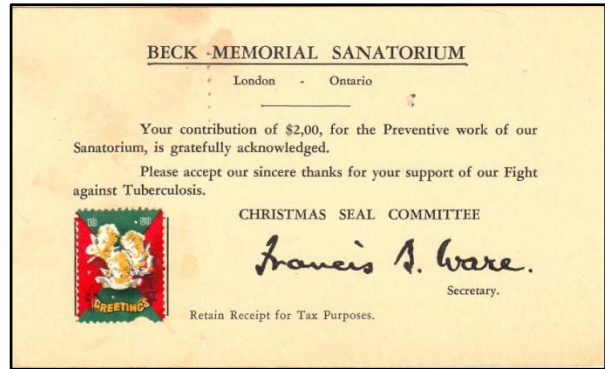 BECK MEMORIAL SANATORIUM
London - Ontario
Your contribution of $2,00, for the Preventive work of our
Sanatorium, is gratefully acknowledged.
Please accept our sincere thanks for your support of our Fight
against Tuberculosis.
CHRISTMAS SEAL COMMITTEE
19 50
GREETINGS
Francis B. Ware.
Secretary.
Retain Receipt for Tax Purposes.